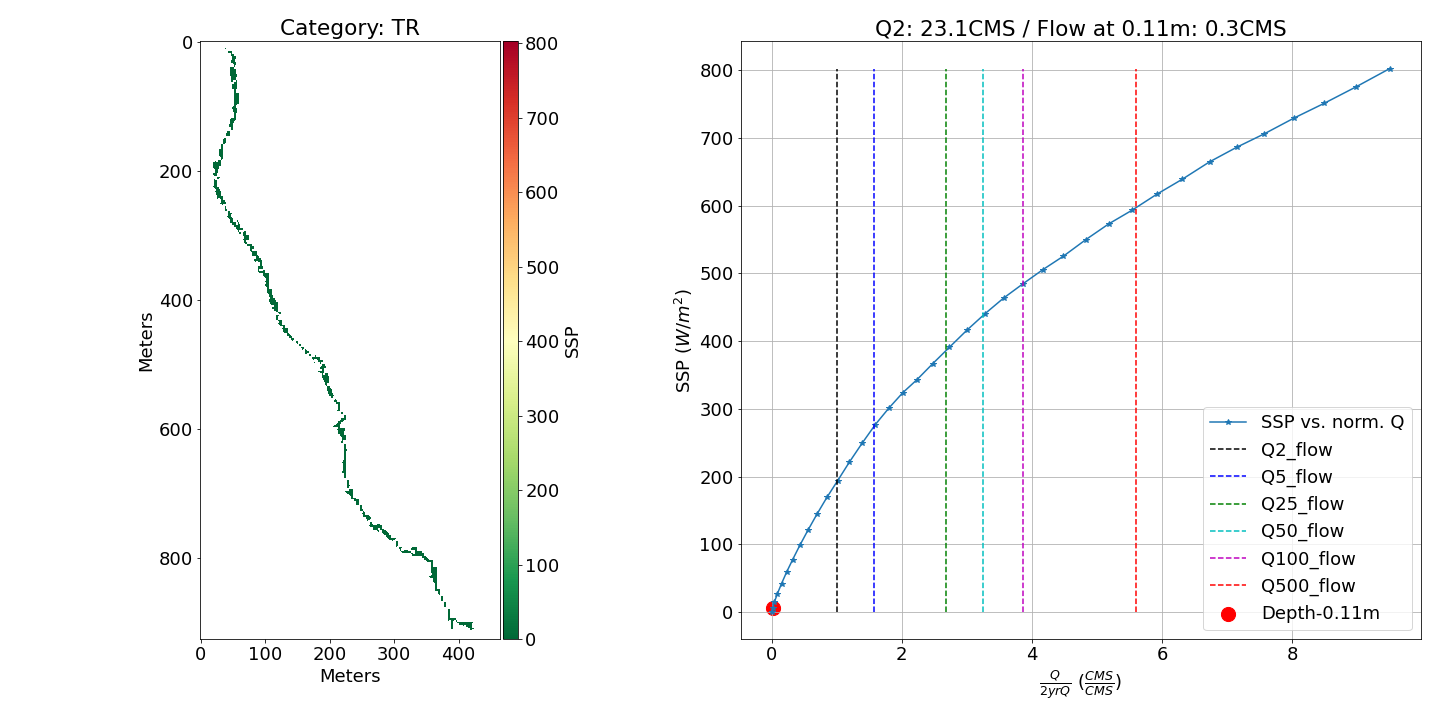 Category: TR
0
200
400
600
800
Meters
0
100
200
300
400
Meters
800
700
600
500
400
300
200
100
0
SSP
Q2: 23.1CMS / Flow at 0.11m: 0.3CMS
800
700
600
500
400
300
200
100
0
SSP (W/m²)
0
2
4
6
8
Q/2yrQ (CMS/CMS)
SSP vs. norm. Q
Q2_flow
Q5_flow
Q25_flow
Q50_flow
Q100_flow
Q500_flow
Depth-0.11m